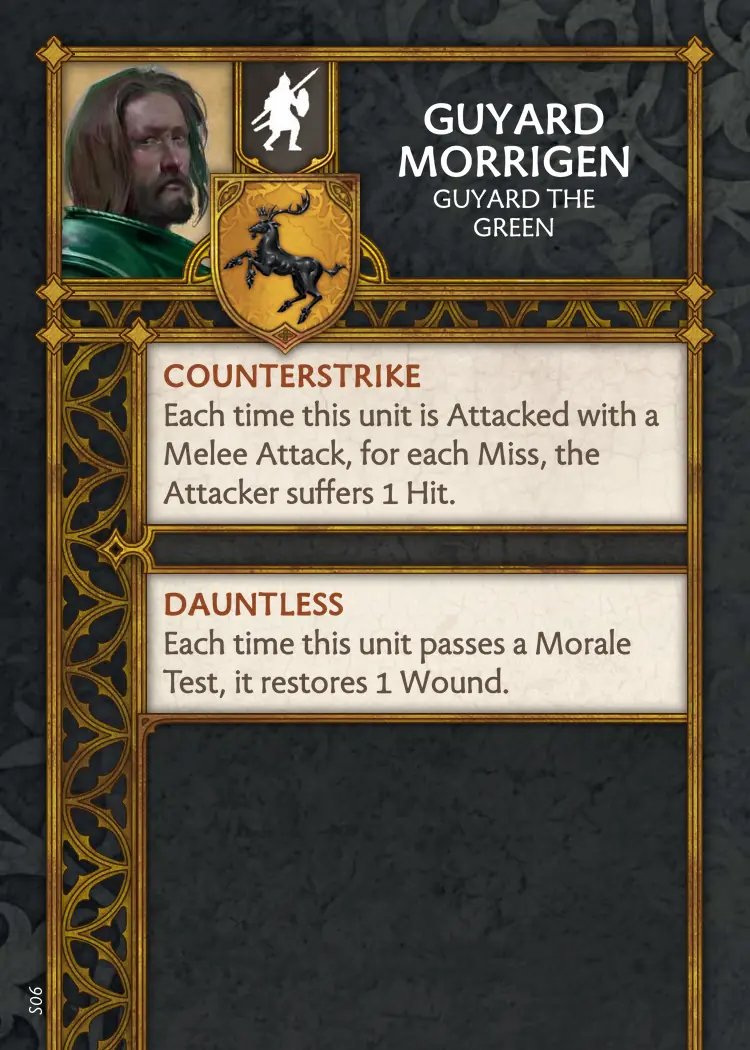 GUYARD
MORRIGEN
GUYARD THE
GREEN
COUNTERSTRIKE
Each time this unit is Attacked with a
Melee Attack, for each Miss, the
Attacker suffers 1 Hit.
DAUNTLESS
Each time this unit passes a Morale
Test, it restores 1 Wound.
S06